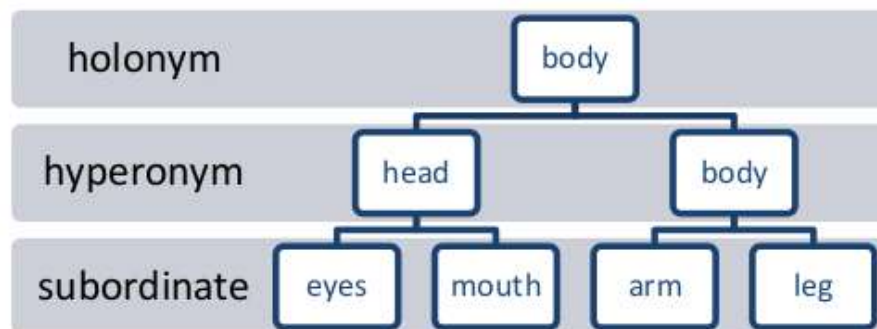 holonym
body
hyperonym
head
body
subordinate
eyes
mouth
arm
leg